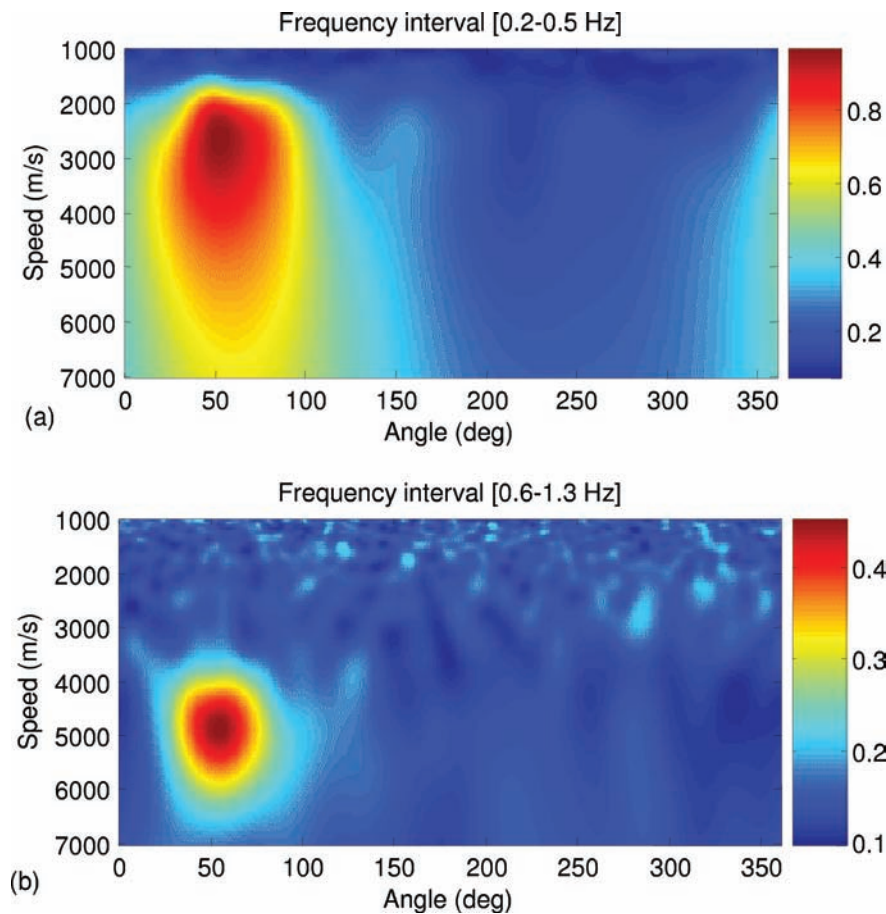 Frequency interval [0.2-0.5 Hz]
1000
2000
3000
4000
5000
6000
7000
Speed (m/s)
0 50 100 150 200 250 300 350
Angle (deg)
0.8
0.6
0.4
0.2
(a)
Frequency interval [0.6-1.3 Hz]
1000
2000
3000
4000
5000
6000
7000
Speed (m/s)
0 50 100 150 200 250 300 350
Angle (deg)
0.4
0.3
0.2
0.1
(b)